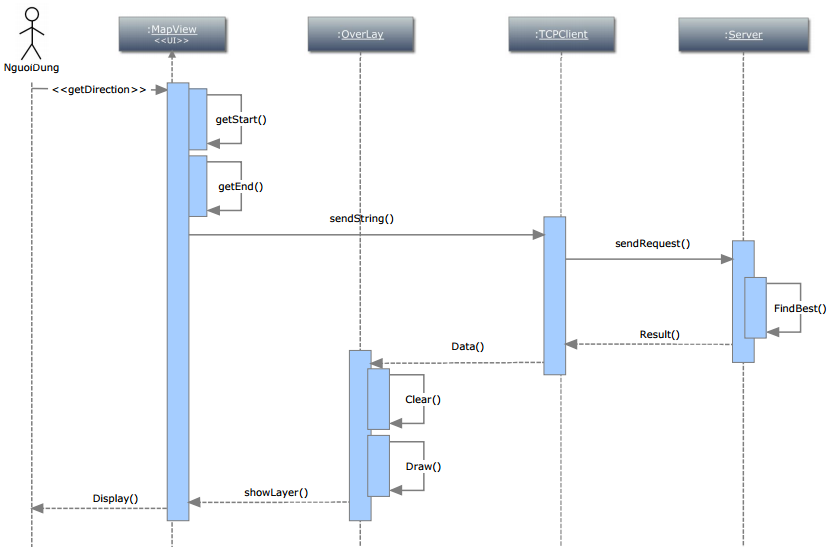 :MapView
<<UI>>
:OverLay
:TCPClient
:Server
NguoiDung
<<getDirection>>
getStart()
getEnd()
sendString()
sendRequest()
FindBest()
Result()
Data()
Clear()
Draw()
showLayer()
Display()